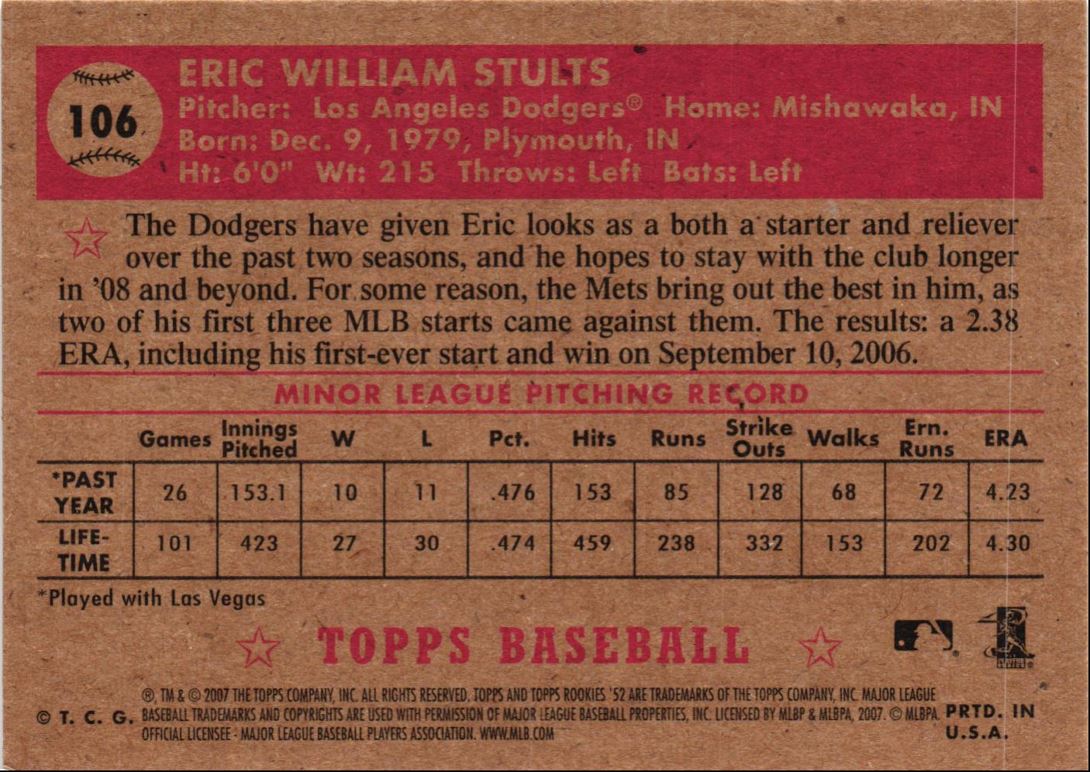 106
ERIC WILLIAM STULTS
Pitcher: Los Angeles Dodgers® Home: Mishawaka, IN
Born: Dec. 9, 1979, Plymouth, IN
Ht: 6'0" Wt: 215 Throws: Left Bats: Left
The Dodgers have given Eric looks as a both a starter and reliever
over the past two seasons, and he hopes to stay with the club longer
in '08 and beyond. For some reason, the Mets bring out the best in him, as
two of his first three MLB starts came against them. The results: a 2.38
ERA, including his first-ever start and win on September 10, 2006.
MINOR LEAGUE PITCHING RECORD
Games Innings Pitched W L Pct. Hits Runs Strike Outs Walks Ern. Runs ERA
*PAST YEAR 26 153.1 10 11 .476 153 85 128 68 72 4.23
LIFE-TIME 101 423 27 30 .474 459 238 332 153 202 4.30
*Played with Las Vegas
TOPPS BASEBALL
®, TM & © 2007 THE TOPPS COMPANY, INC. ALL RIGHTS RESERVED. TOPPS AND TOPPS ROOKIES '52 ARE TRADEMARKS OF THE TOPPS COMPANY, INC. MAJOR LEAGUE
© T. C. G. BASEBALL TRADEMARKS AND COPYRIGHTS ARE USED WITH PERMISSION OF MAJOR LEAGUE BASEBALL PROPERTIES, INC. LICENSED BY MLBP & MLBPA, 2007. © MLBPA. PRTD. IN
OFFICIAL LICENSEE - MAJOR LEAGUE BASEBALL PLAYERS ASSOCIATION. WWW.MLB.COM U.S.A.